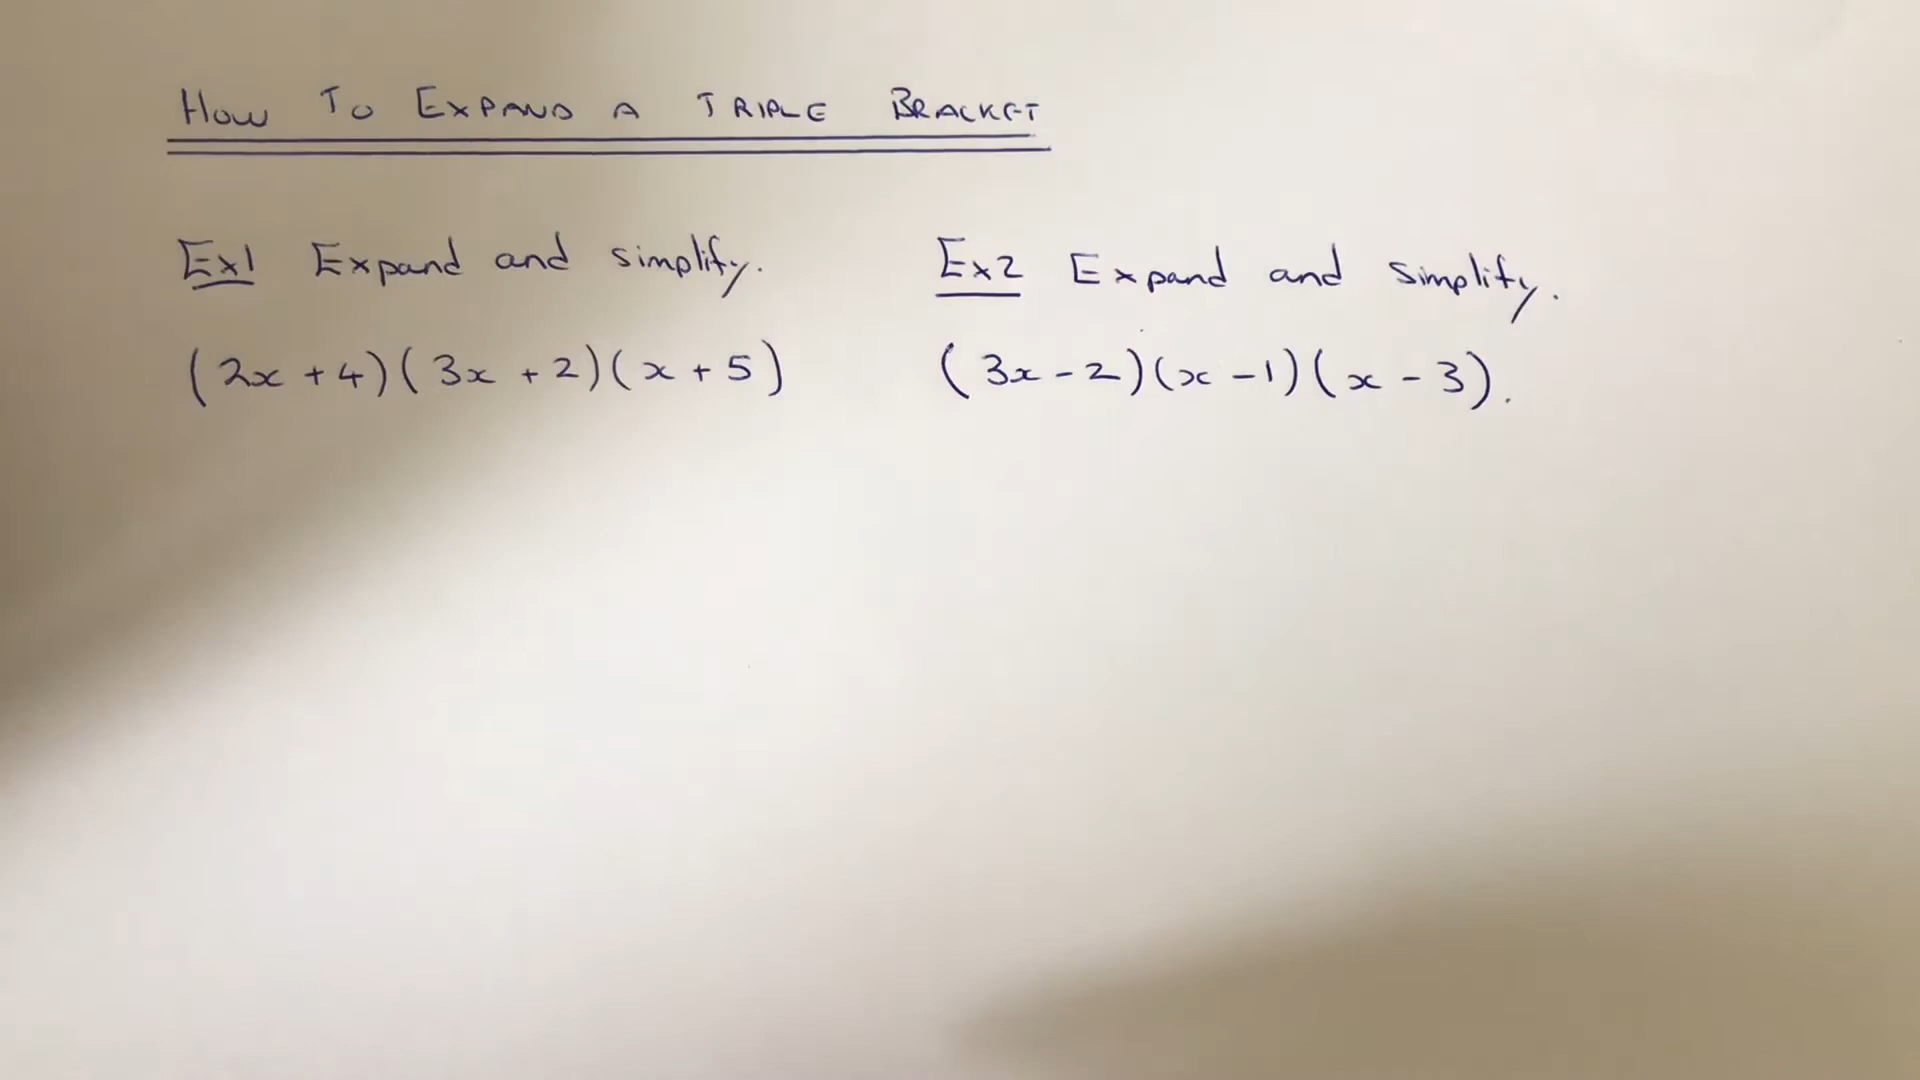 HOW TO EXPAND A TRIPLE BRACKET
Ex1 Expand and simplify.
(2x + 4)(3x + 2)(x + 5)
Ex2 Expand and simplify.
(3x - 2)(x - 1)(x - 3).